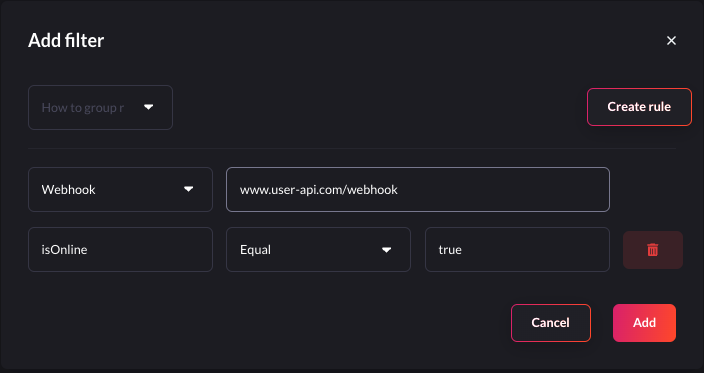 Add filter
How to group r
Create rule
Webhook
www.user-api.com/webhook
isOnline
Equal
true
Cancel
Add